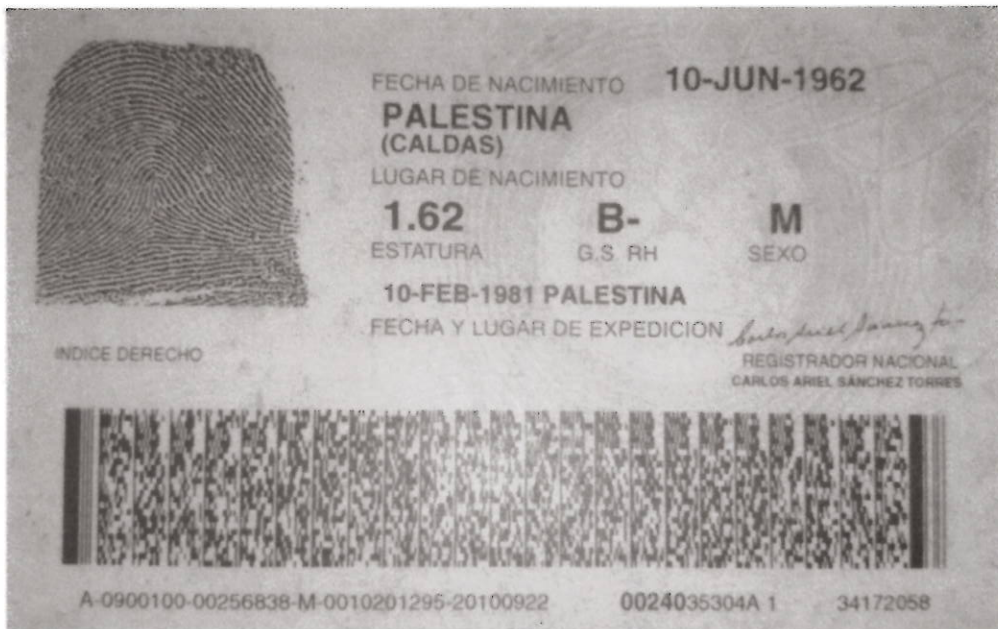 FECHA DE NACIMIENTO 10-JUN-1962
PALESTINA
(CALDAS)
LUGAR DE NACIMIENTO
1.62 B- M
ESTATURA G.S. RH SEXO
10-FEB-1981 PALESTINA
FECHA Y LUGAR DE EXPEDICION
INDICE DERECHO
REGISTRADOR NACIONAL
CARLOS ARIEL SÁNCHEZ TORRES
A-0900100-00256838-M-0010201295-20100922 0024035304A 1 34172058